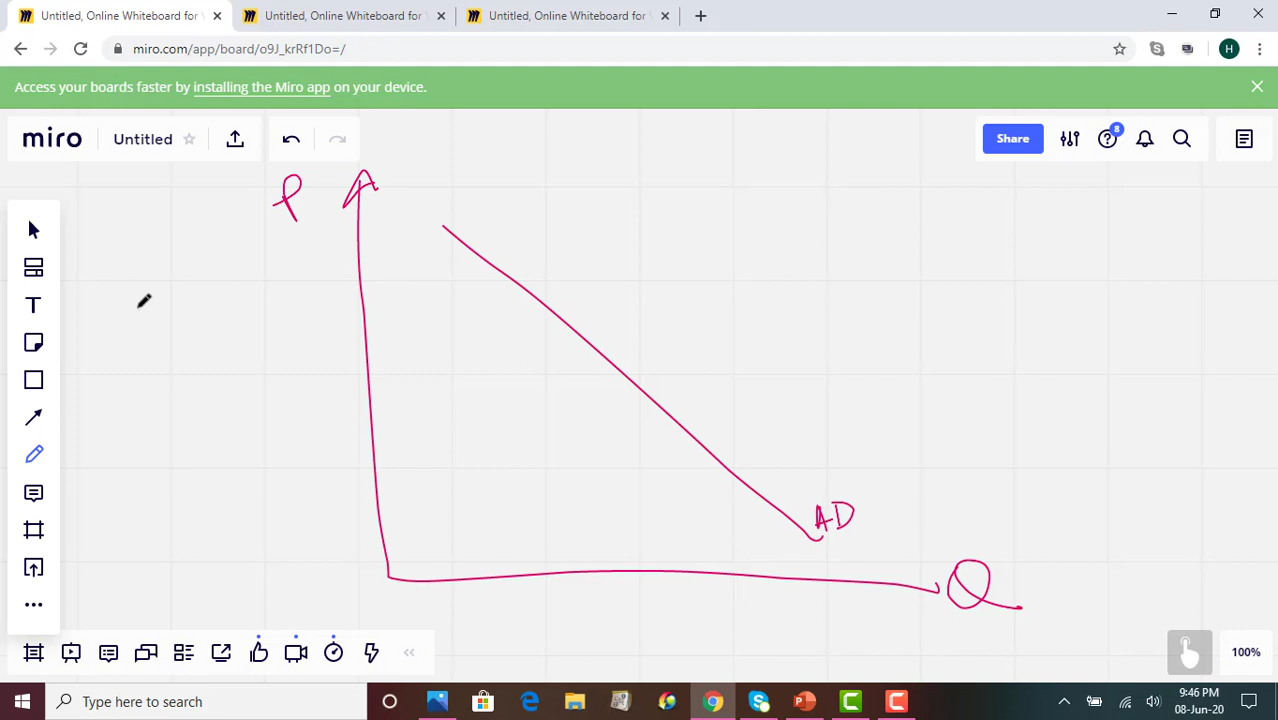 Untitled, Online Whiteboard for
Untitled, Online Whiteboard for
Untitled, Online Whiteboard for
miro.com/app/board/o9J_krRf1Do=/
H
Access your boards faster by installing the Miro app on your device.
miro
Untitled
Share
8
P
T
AD
Q
100%
Type here to search
9:46 PM
08-Jun-20